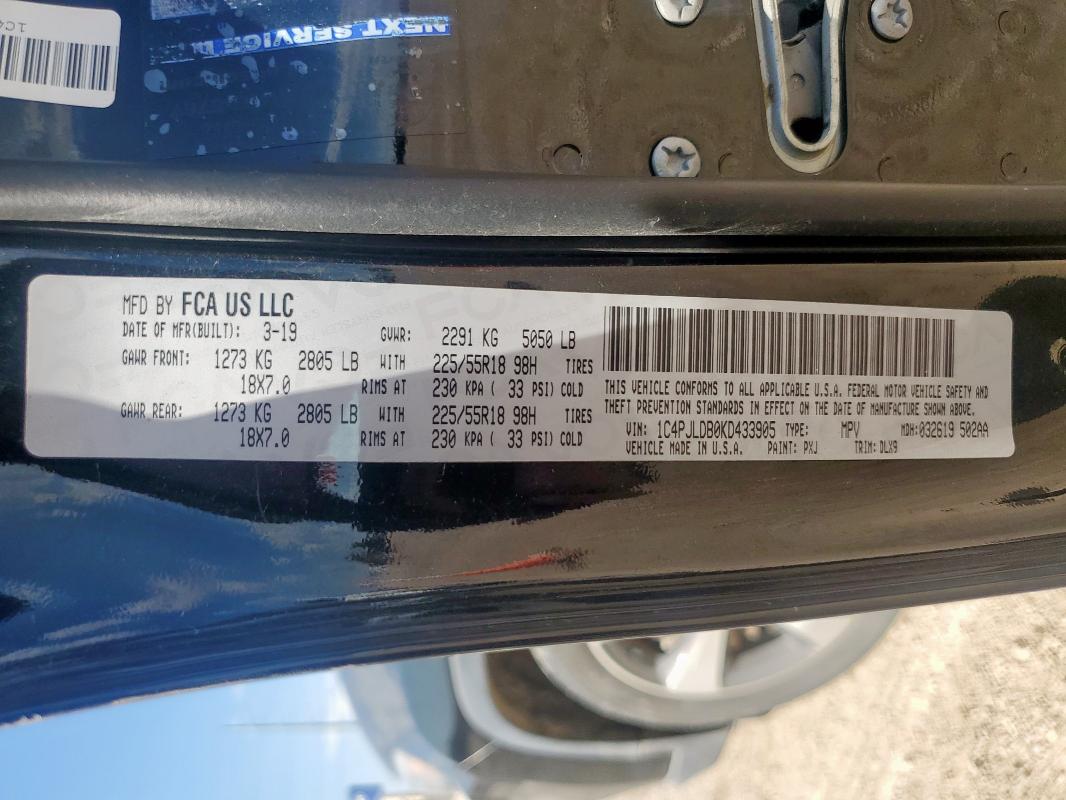 1C4
NEXT SERVICE
MFD BY FCA US LLC
DATE OF MFR(BUILT): 3-19 GVWR: 2291 KG 5050 LB
GAWR FRONT: 1273 KG 2805 LB WITH 225/55R18 98H TIRES
18X7.0 RIMS AT 230 KPA ( 33 PSI) COLD
GAWR REAR: 1273 KG 2805 LB WITH 225/55R18 98H TIRES
18X7.0 RIMS AT 230 KPA ( 33 PSI) COLD
THIS VEHICLE CONFORMS TO ALL APPLICABLE U.S.A. FEDERAL MOTOR VEHICLE SAFETY AND
THEFT PREVENTION STANDARDS IN EFFECT ON THE DATE OF MANUFACTURE SHOWN ABOVE.
VIN: 1C4PJLDB0KD433905 TYPE: MPV MDH:032619 502AA
VEHICLE MADE IN U.S.A. PAINT: PXJ TRIM: DLX9